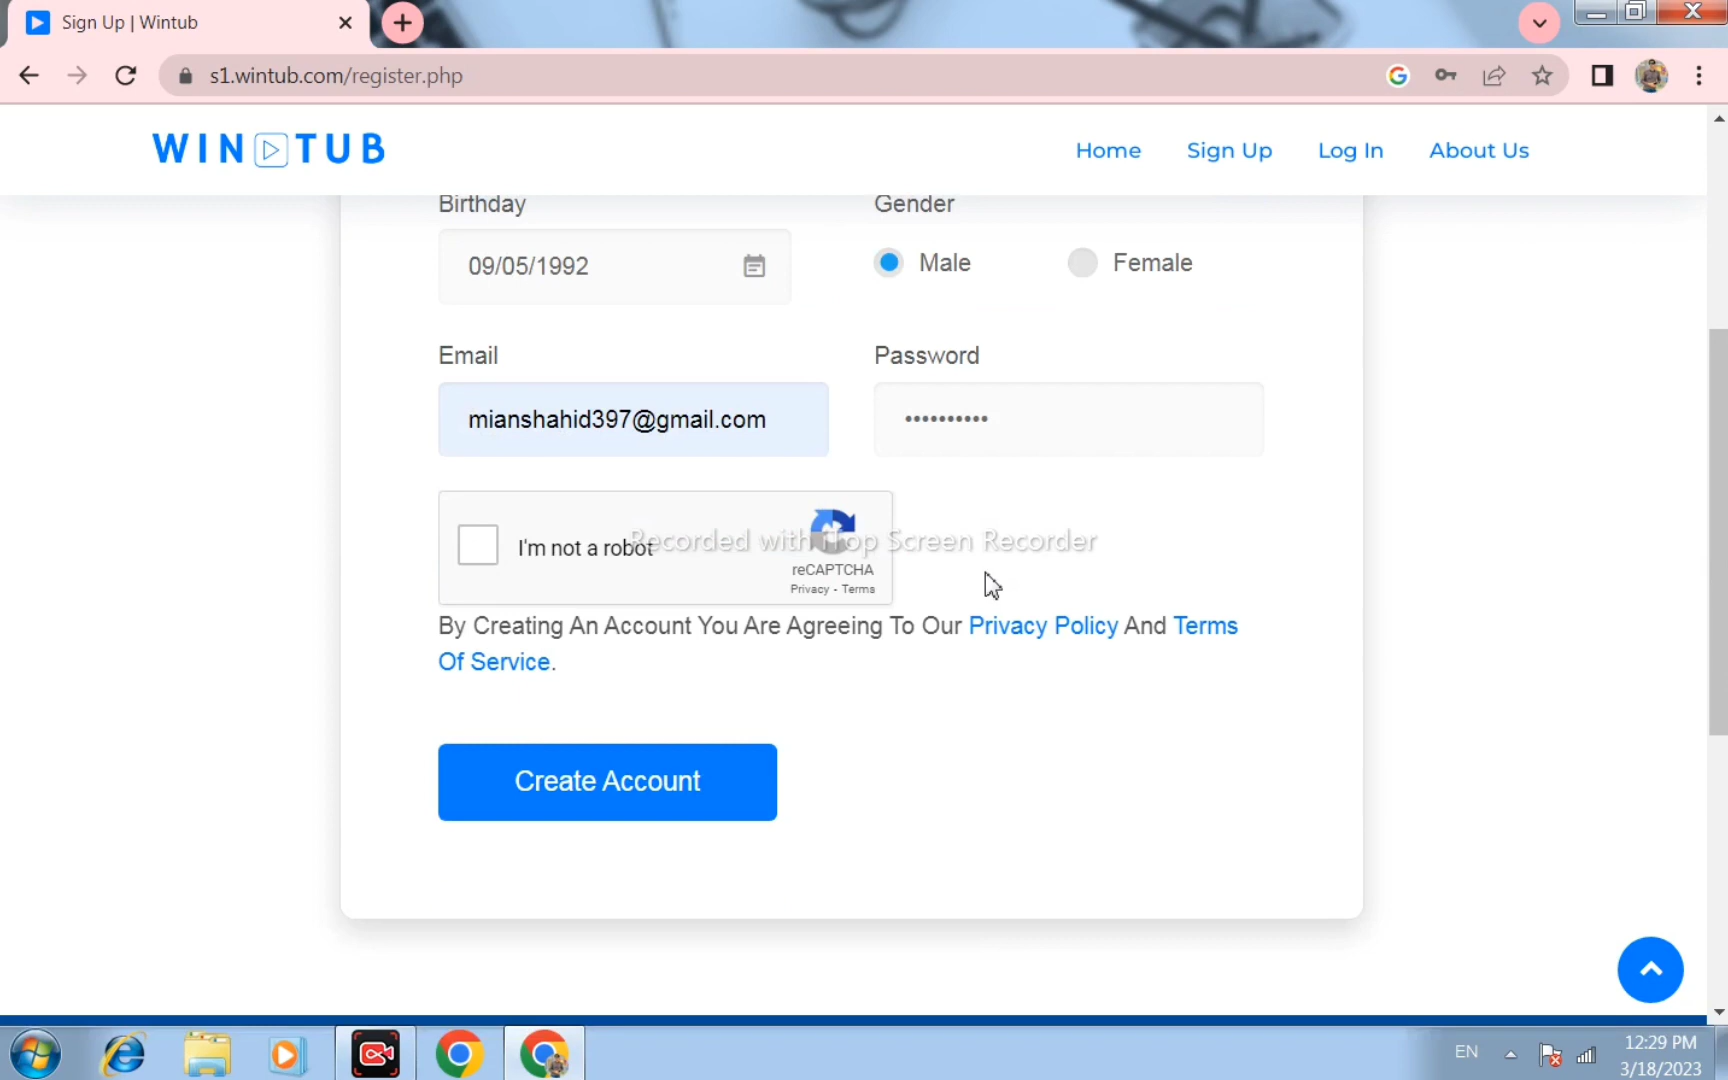 Sign Up | Wintub
s1.wintub.com/register.php
WIN TUB
Home Sign Up Log In About Us
Birthday Gender
09/05/1992 Male Female
Email Password
mianshahid397@gmail.com ••••••••••
I'm not a robot
reCAPTCHA
Privacy - Terms
Recorded with iTop Screen Recorder
By Creating An Account You Are Agreeing To Our Privacy Policy And Terms
Of Service.
Create Account
EN
12:29 PM
3/18/2023